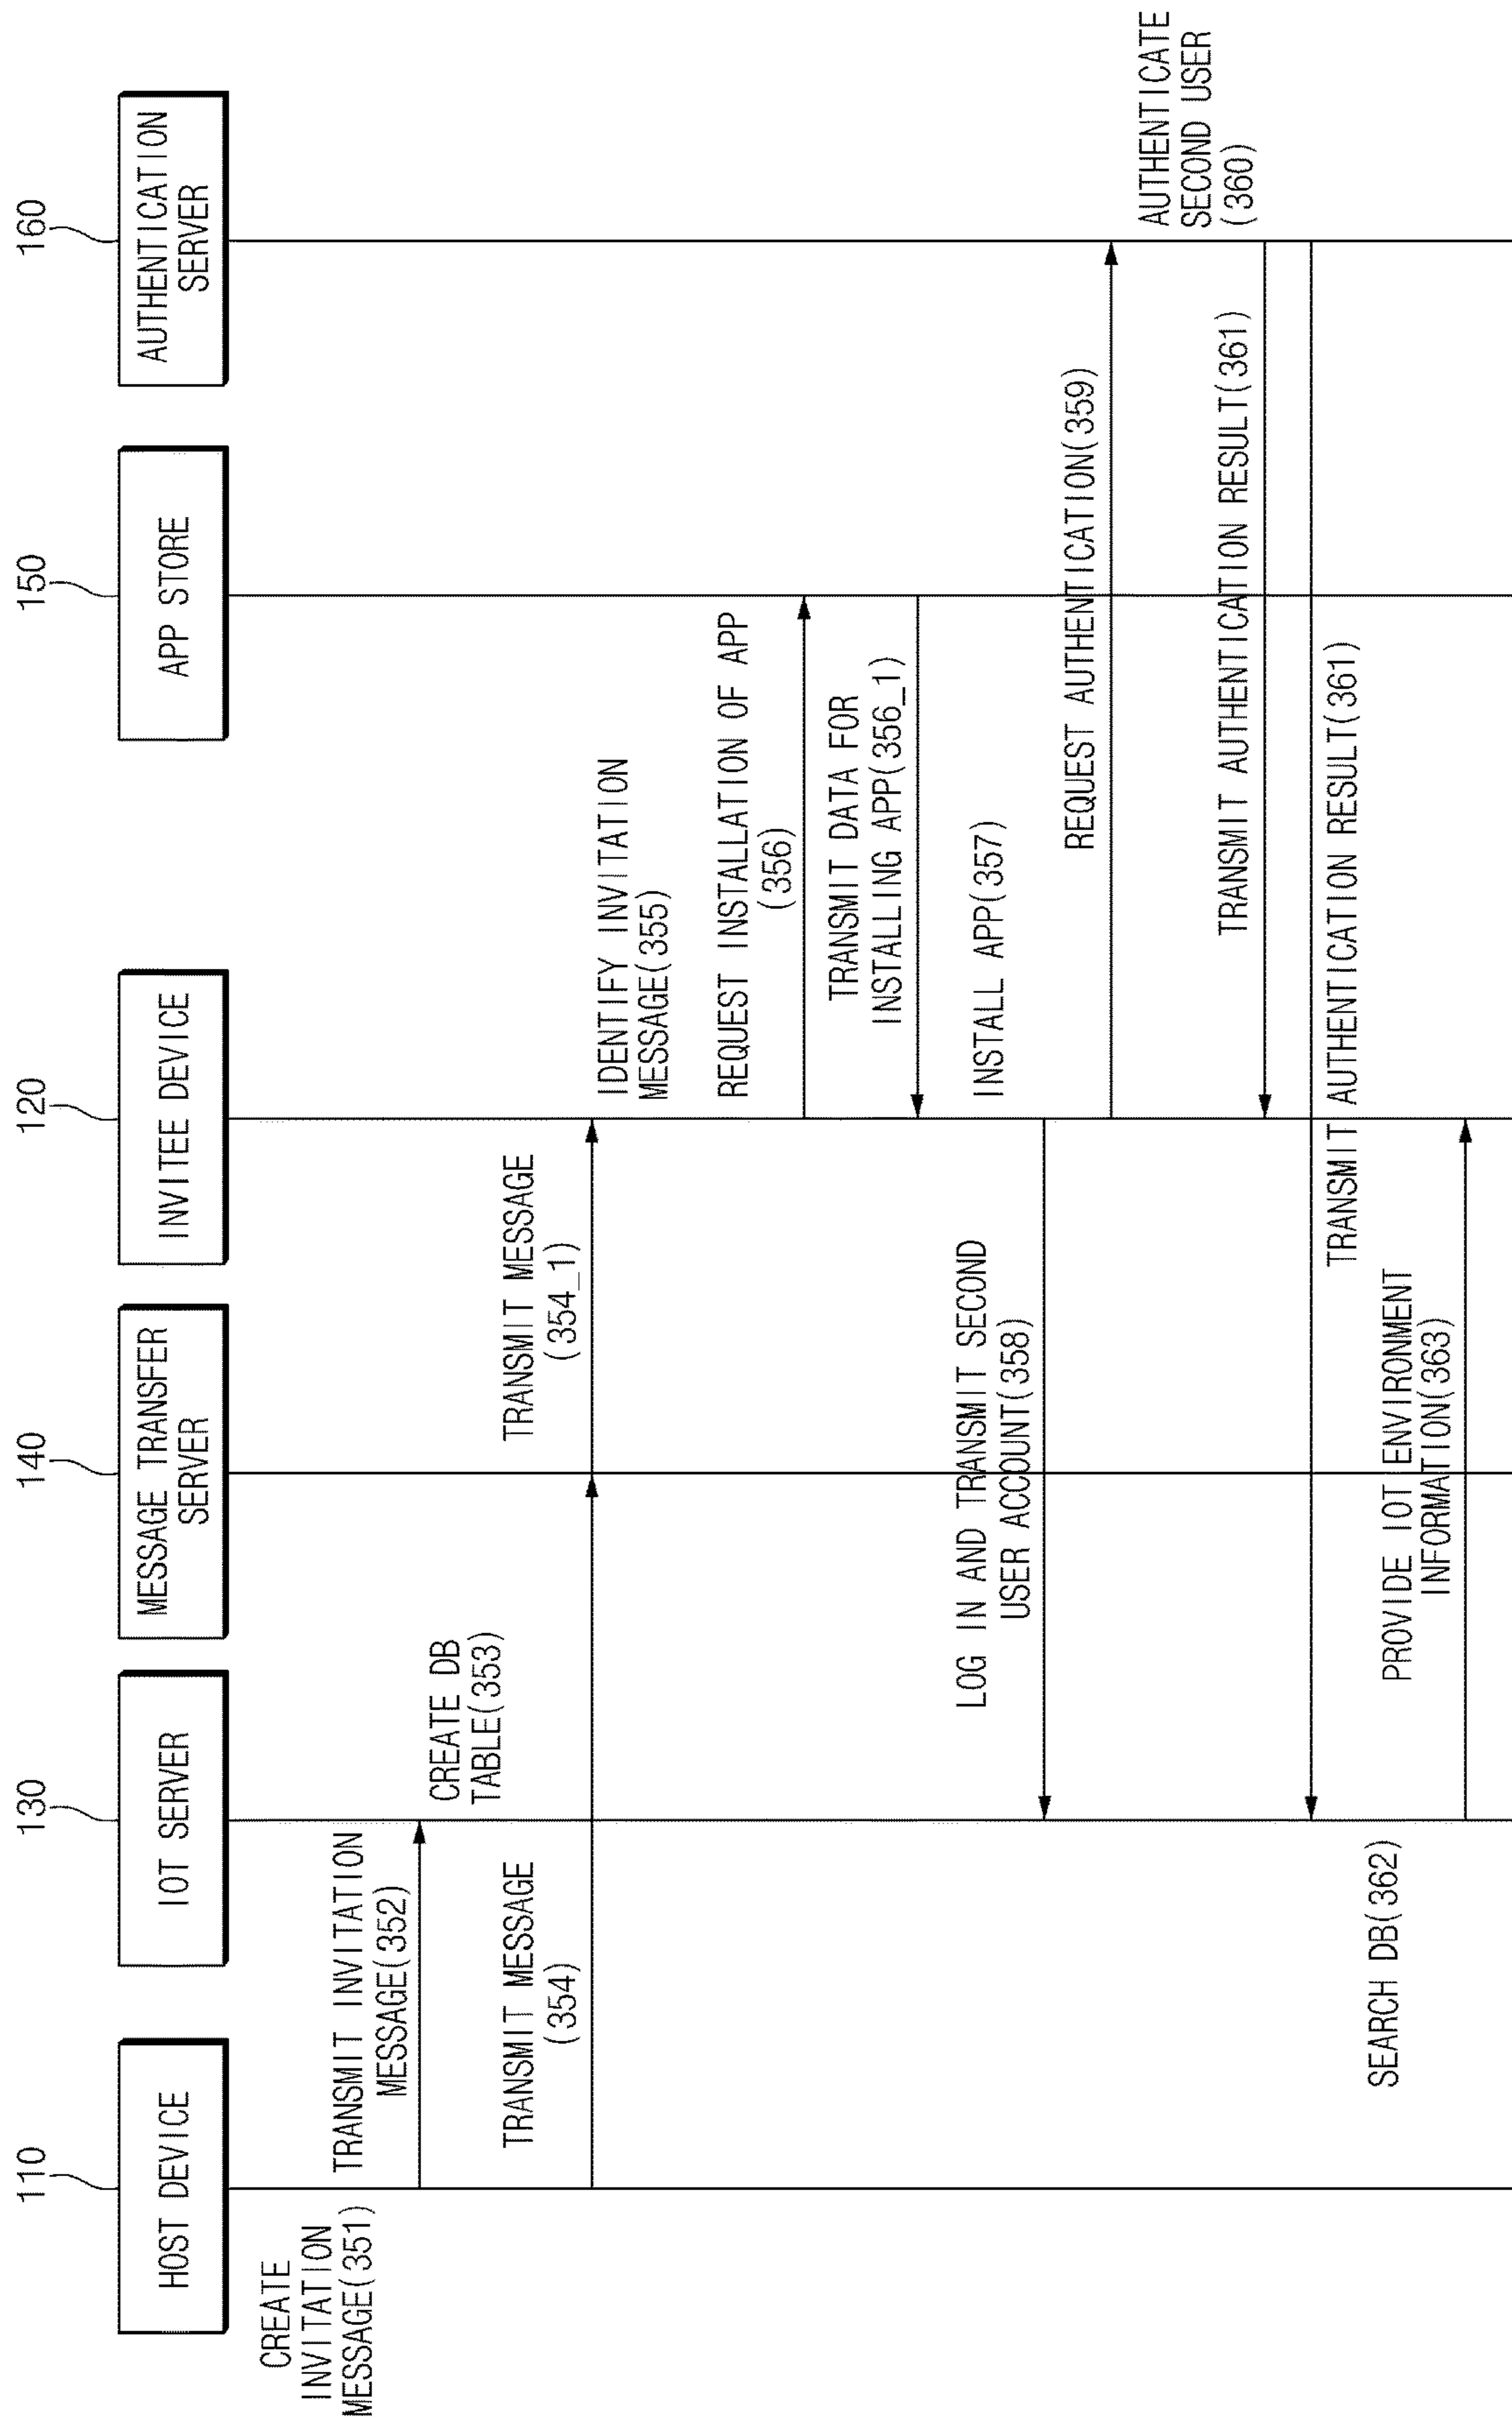 110
HOST DEVICE
130
IOT SERVER
140
MESSAGE TRANSFER
SERVER
120
INVITEE DEVICE
150
APP STORE
160
AUTHENTICATION
SERVER
CREATE
INVITATION
MESSAGE(351)
TRANSMIT INVITATION
MESSAGE(352)
CREATE DB
TABLE(353)
TRANSMIT MESSAGE
(354)
TRANSMIT MESSAGE
(354_1)
IDENTIFY INVITATION
MESSAGE(355)
REQUEST INSTALLATION OF APP
(356)
TRANSMIT DATA FOR
INSTALLING APP(356_1)
INSTALL APP(357)
LOG IN AND TRANSMIT SECOND
USER ACCOUNT(358)
REQUEST AUTHENTICATION(359)
AUTHENTICATE
SECOND USER
(360)
TRANSMIT AUTHENTICATION RESULT(361)
TRANSMIT AUTHENTICATION RESULT(361)
SEARCH DB(362)
PROVIDE IOT ENVIRONMENT
INFORMATION(363)